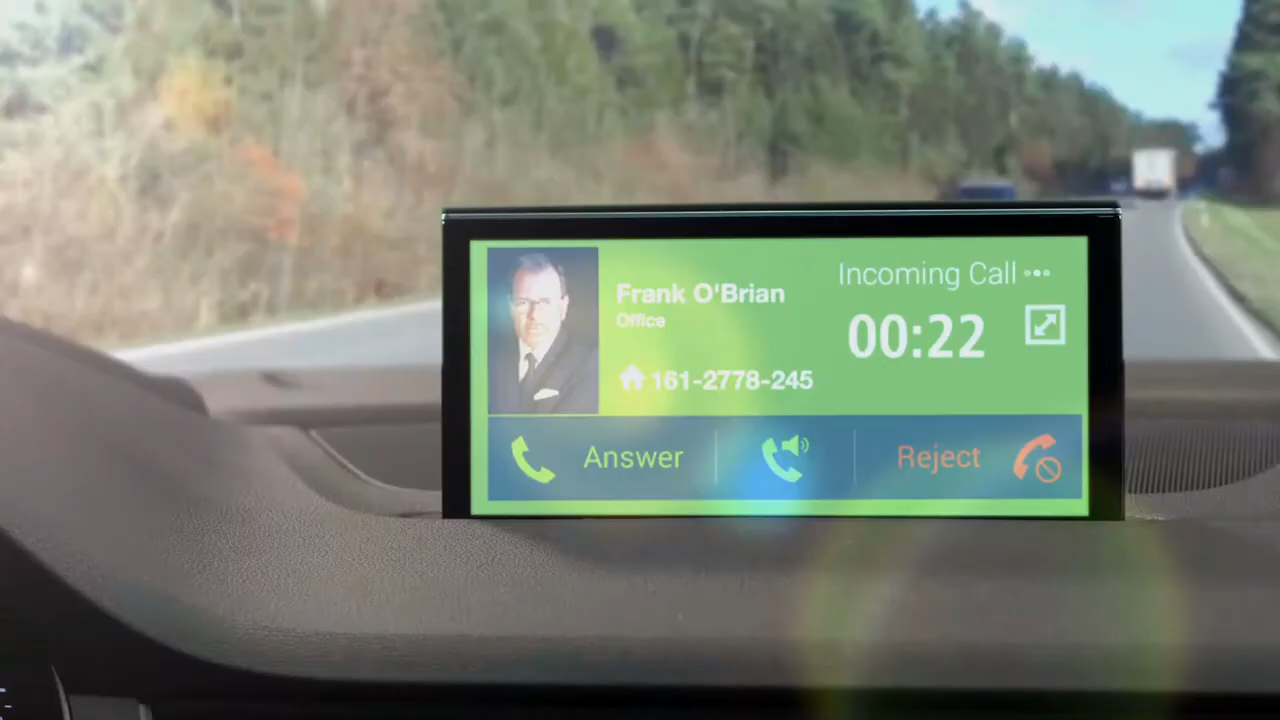 Frank O'Brian
Office
161-2778-245
Incoming Call •••
00:22
Answer
Reject